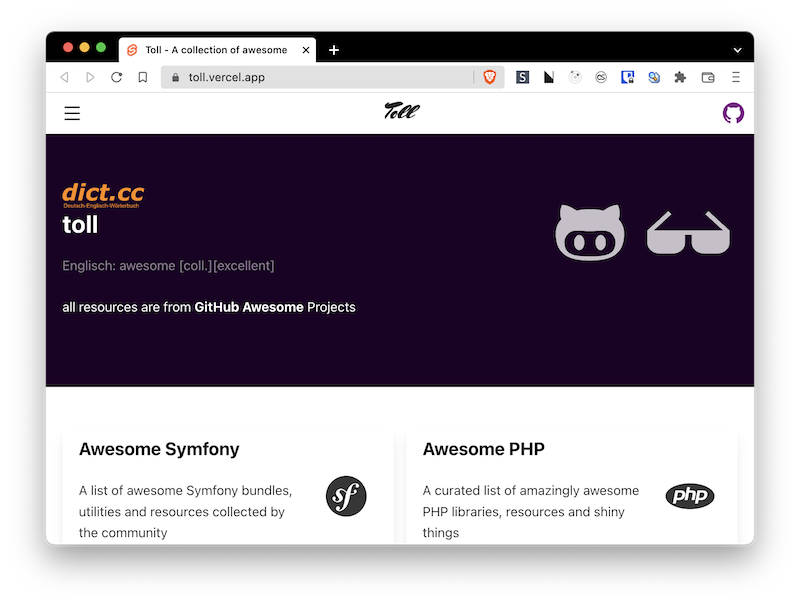 Toll - A collection of awesome
toll.vercel.app
Toll
dict.cc
Deutsch-Englisch-Wörterbuch
toll
Englisch: awesome [coll.][excellent]
all resources are from GitHub Awesome Projects
Awesome Symfony
A list of awesome Symfony bundles,
utilities and resources collected by
the community
sf
Awesome PHP
A curated list of amazingly awesome
PHP libraries, resources and shiny
things
php